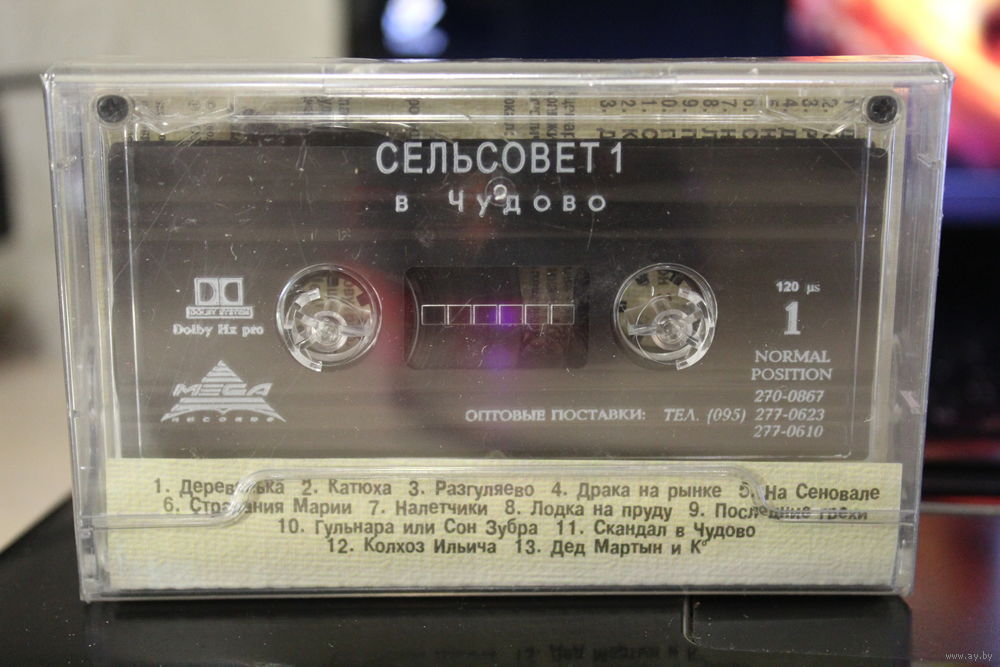 СЕЛЬСОВЕТ 1
в Чудово
DOLBY SYSTEM
Dolby Hx pro
MEGA
RECORDS
120 µs
1
NORMAL
POSITION
270-0867
ОПТОВЫЕ ПОСТАВКИ: ТЕЛ. (095) 277-0623
277-0610
1. Деревенька 2. Катюха 3. Разгуляево 4. Драка на рынке 5. На Сеновале
6. Страдания Марии 7. Налетчики 8. Лодка на пруду 9. Последние грехи
10. Гульнара или Сон Зубра 11. Скандал в Чудово
12. Колхоз Ильича 13. Дед Мартын и К°
www.ay.by